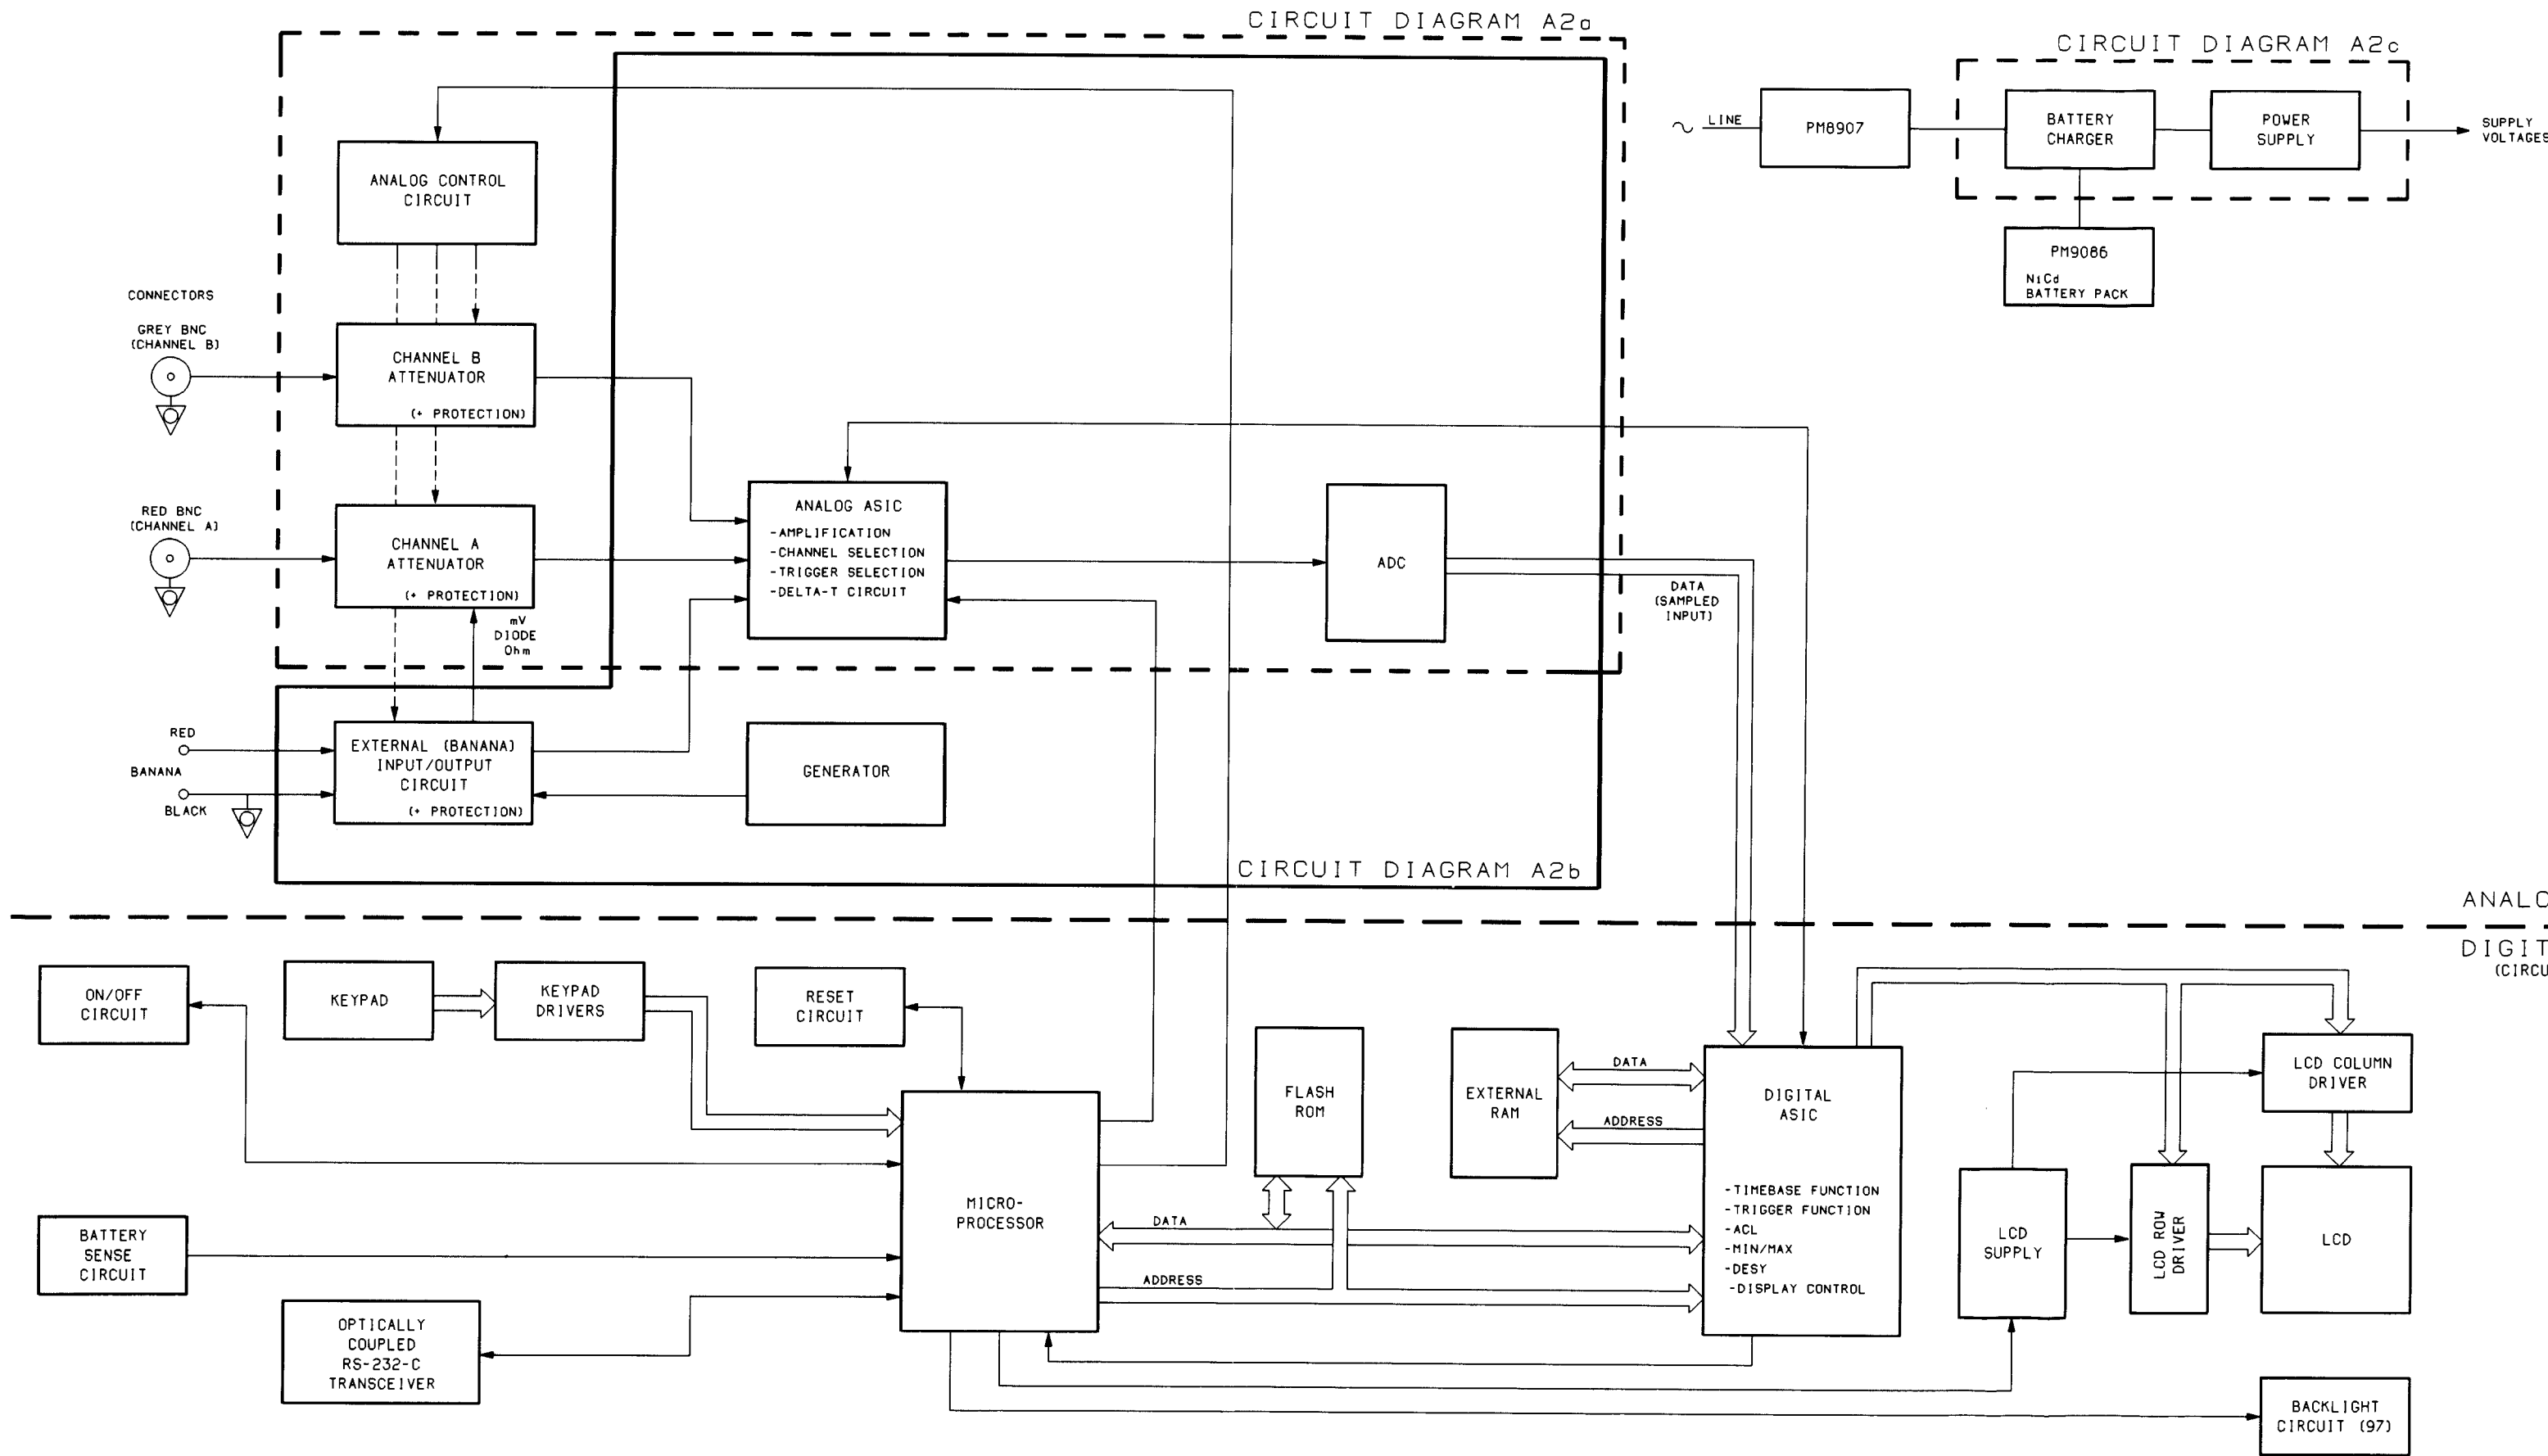 CIRCUIT DIAGRAM A2a
CIRCUIT DIAGRAM A2c
LINE
PM8907
BATTERY
CHARGER
POWER
SUPPLY
SUPPLY
VOLTAGES
PM9086
NiCd
BATTERY PACK
ANALOG CONTROL
CIRCUIT
CONNECTORS
GREY BNC
(CHANNEL B)
CHANNEL B
ATTENUATOR
(+ PROTECTION)
RED BNC
(CHANNEL A)
CHANNEL A
ATTENUATOR
(+ PROTECTION)
mV
DIODE
Ohm
ANALOG ASIC
-AMPLIFICATION
-CHANNEL SELECTION
-TRIGGER SELECTION
-DELTA-T CIRCUIT
ADC
DATA
(SAMPLED
INPUT)
RED
BANANA
BLACK
EXTERNAL (BANANA)
INPUT/OUTPUT
CIRCUIT
(+ PROTECTION)
GENERATOR
CIRCUIT DIAGRAM A2b
ANALO
DIGIT
(CIRCU
ON/OFF
CIRCUIT
KEYPAD
KEYPAD
DRIVERS
RESET
CIRCUIT
FLASH
ROM
EXTERNAL
RAM
DATA
ADDRESS
DIGITAL
ASIC
-TIMEBASE FUNCTION
-TRIGGER FUNCTION
-ACL
-MIN/MAX
-DESY
-DISPLAY CONTROL
LCD COLUMN
DRIVER
MICRO-
PROCESSOR
DATA
ADDRESS
BATTERY
SENSE
CIRCUIT
LCD
SUPPLY
LCD ROW
DRIVER
LCD
OPTICALLY
COUPLED
RS-232-C
TRANSCEIVER
BACKLIGHT
CIRCUIT (97)